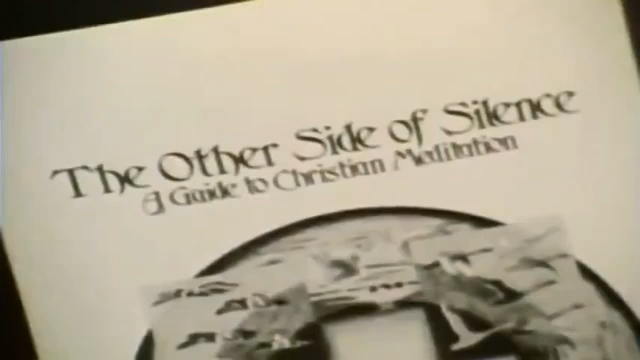 The Other Side of Silence
A Guide to Christian Meditation